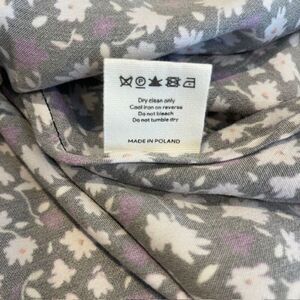 Dry clean only
Cool iron on reverse
Do not bleach
Do not tumble dry
MADE IN POLAND